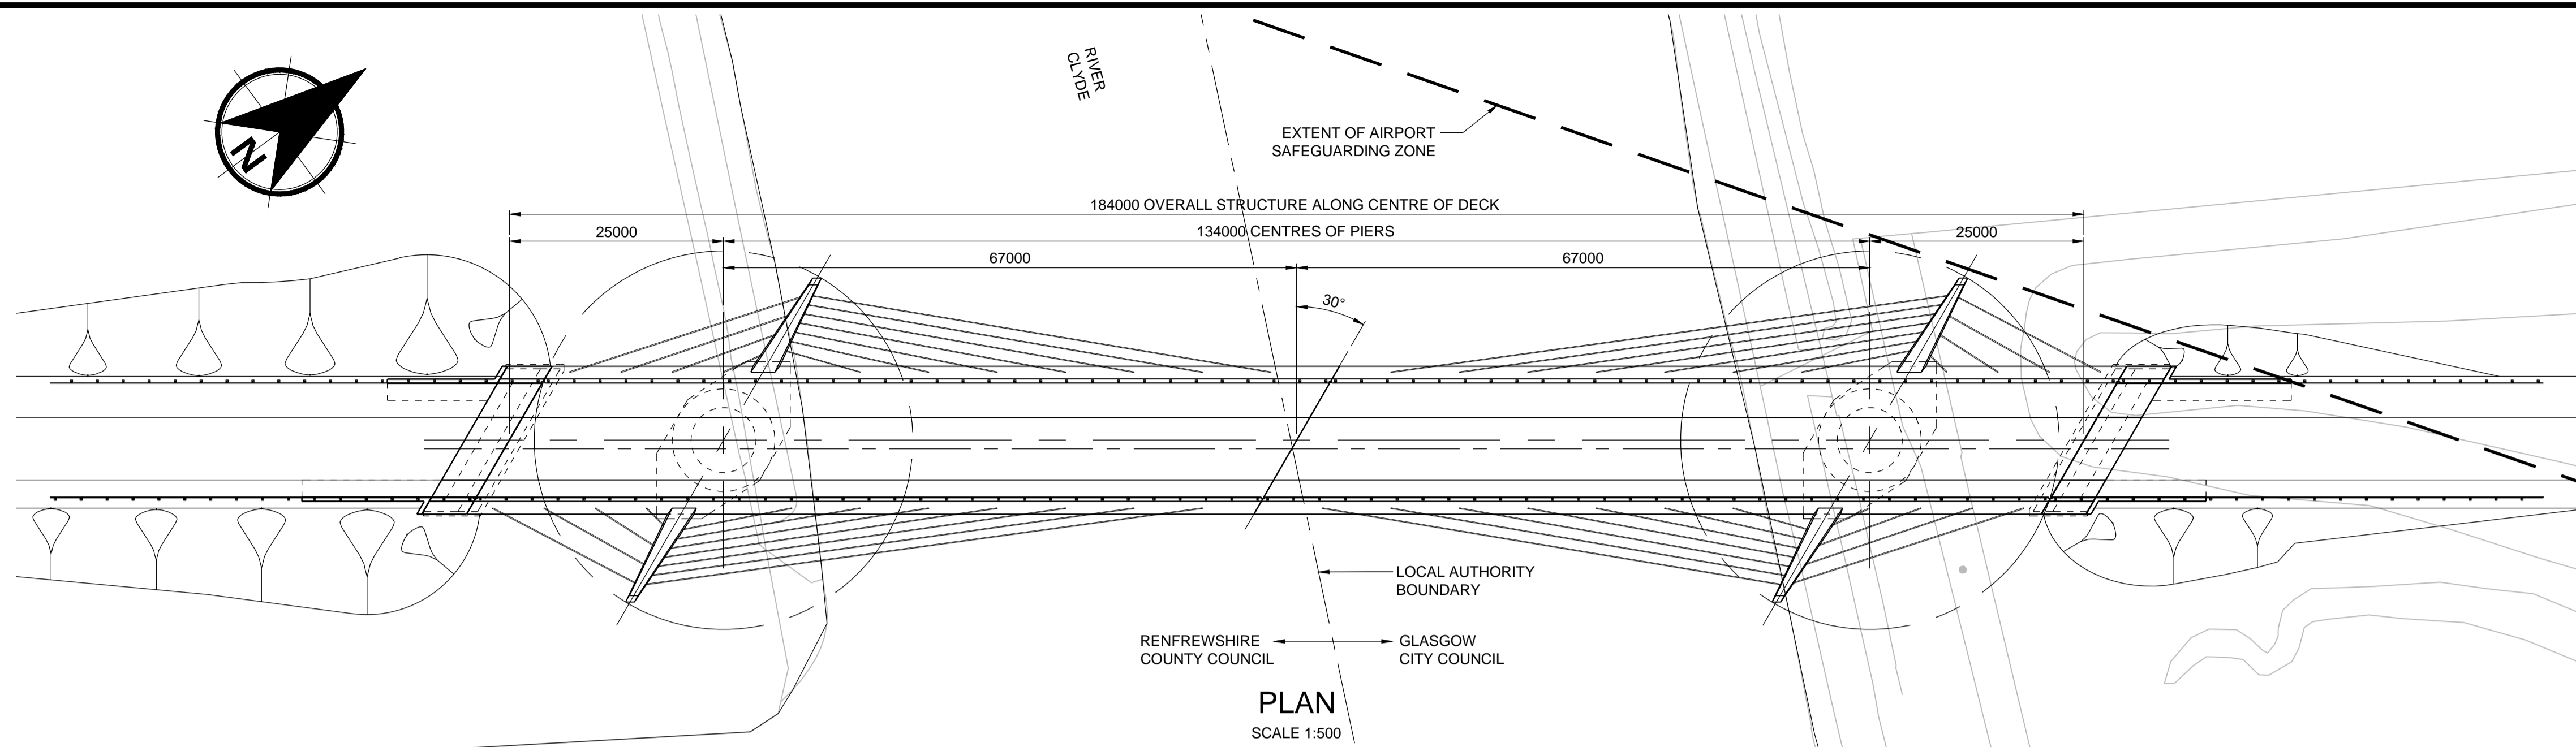 RIVER
CLYDE
N
EXTENT OF AIRPORT
SAFEGUARDING ZONE
184000 OVERALL STRUCTURE ALONG CENTRE OF DECK
25000
134000 CENTRES OF PIERS
25000
67000
67000
30°
LOCAL AUTHORITY
BOUNDARY
RENFREWSHIRE
COUNTY COUNCIL
GLASGOW
CITY COUNCIL
PLAN
SCALE 1:500